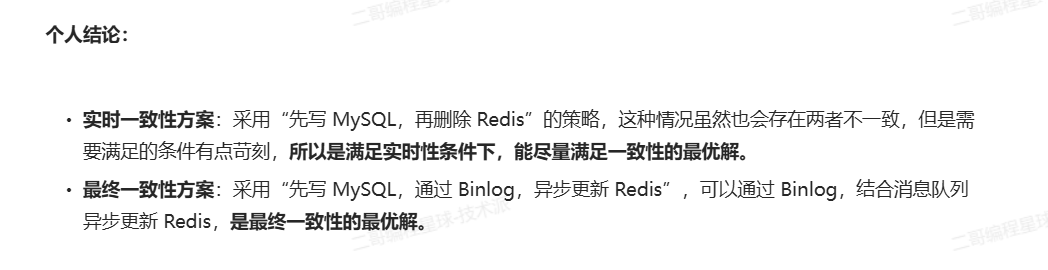 二哥编程星球
二哥编程星球
个人结论：
• 实时一致性方案：采用“先写 MySQL，再删除 Redis”的策略，这种情况虽然也会存在两者不一致，但是需
要满足的条件有点苛刻，所以是满足实时性条件下，能尽量满足一致性的最优解。
• 最终一致性方案：采用“先写 MySQL，通过 Binlog，异步更新 Redis”，可以通过 Binlog，结合消息队列
异步更新 Redis，是最终一致性的最优解。
二哥编程星球-技术派
二哥编程星球